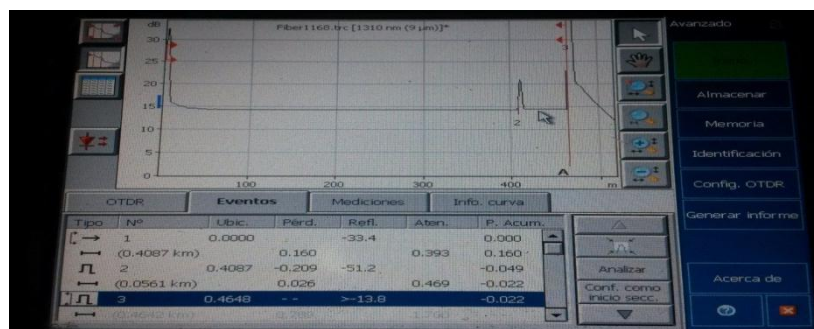 dB
Fiber1168.trc [1310 nm (9 µm)]*
Avanzado
30
25
20
15
10
5
0
3
2
A
100
200
300
400
m
Almacenar
Memoria
Identificación
Config. OTDR
Generar informe
Acerca de
OTDR Eventos Mediciones Info. curva
Tipo Nº Ubic. Pérd. Refl. Aten. P. Acum.
1 0.0000 -33.4 0.000
(0.4087 km) 0.160 0.393 0.160
2 0.4087 -0.209 -51.2 -0.049
(0.0561 km) 0.026 0.469 -0.022
3 0.4648 -- >-13.8 -0.022
(0.4642 km)
Analizar
Conf. como
inicio secc.